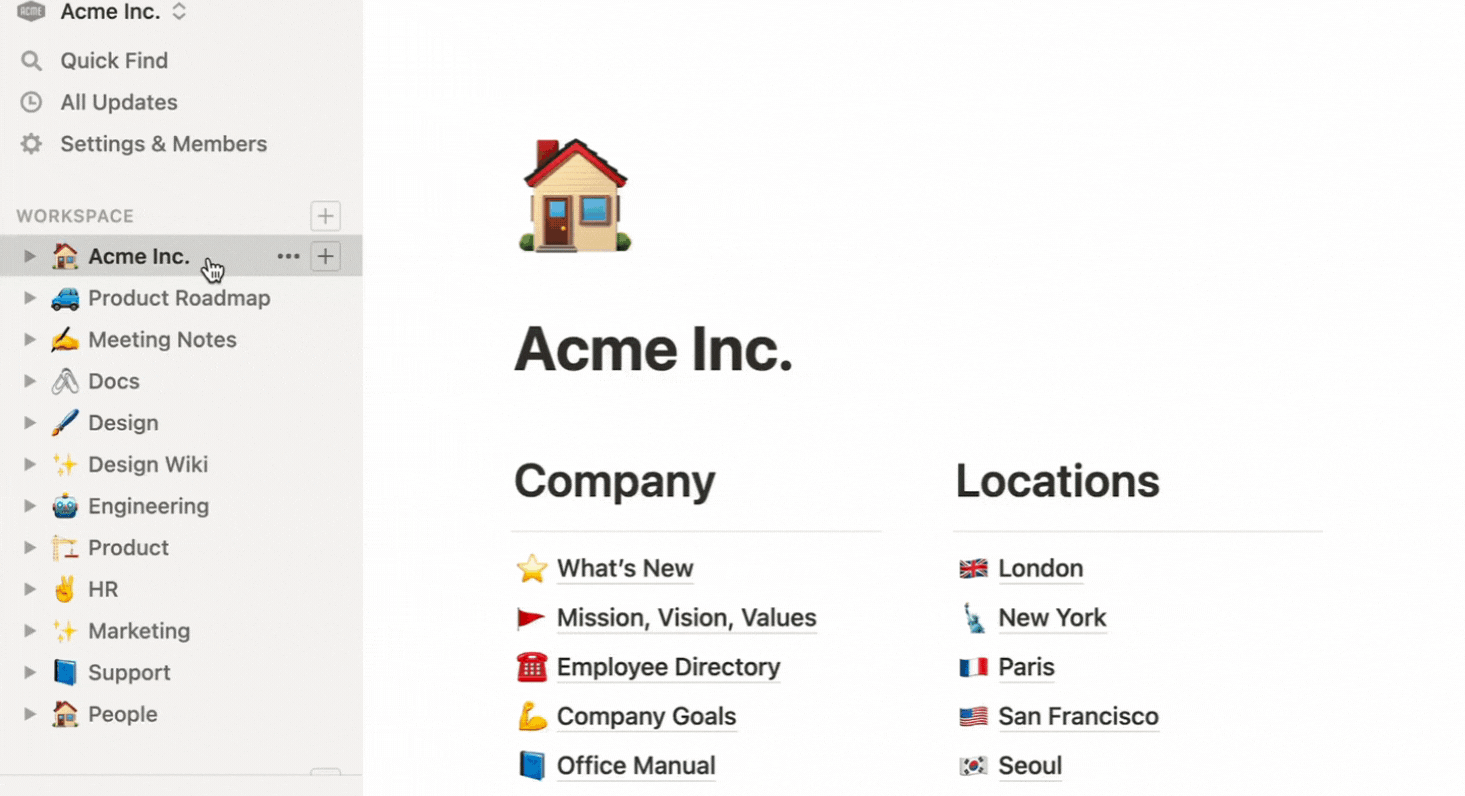 ACME Acme Inc.
Quick Find
All Updates
Settings & Members
WORKSPACE
Acme Inc.
Product Roadmap
Meeting Notes
Docs
Design
Design Wiki
Engineering
Product
HR
Marketing
Support
People
Acme Inc.
Company
What’s New
Mission, Vision, Values
Employee Directory
Company Goals
Office Manual
Locations
London
New York
Paris
San Francisco
Seoul